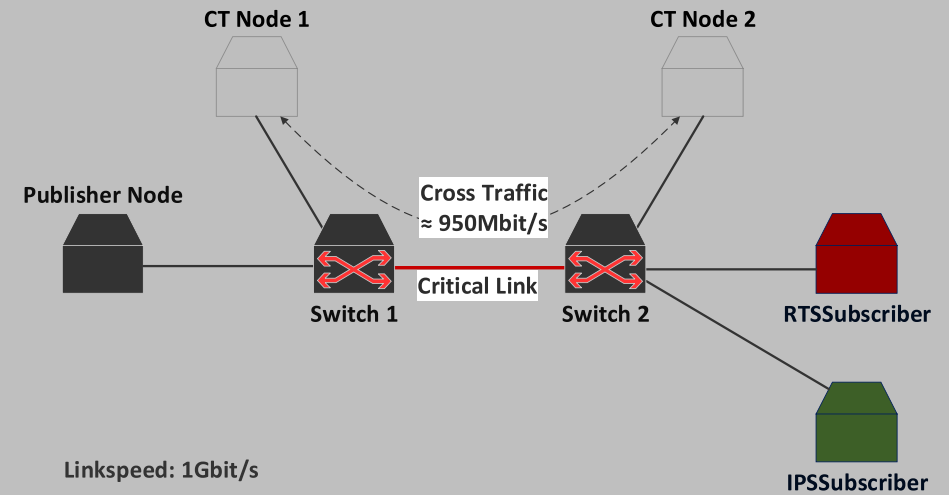 CT Node 1
CT Node 2
Publisher Node
Cross Traffic
≈ 950Mbit/s
Critical Link
Switch 1
Switch 2
RTSSubscriber
Linkspeed: 1Gbit/s
IPSSubscriber